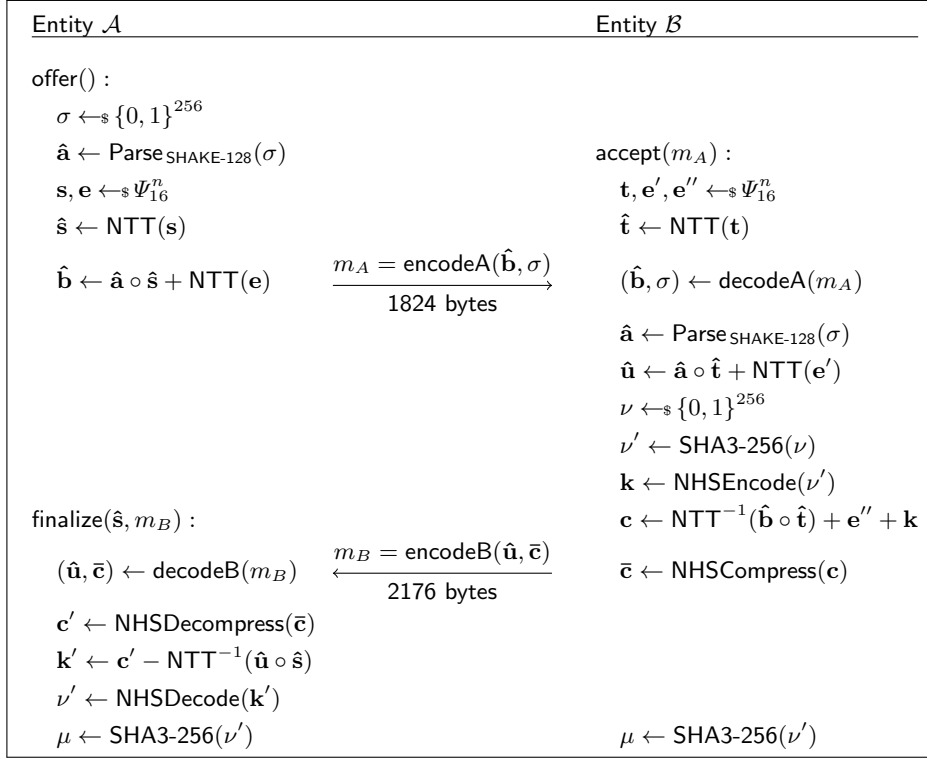 Entity 𝒜 Entity ℬ
offer() :
σ ←$ {0, 1}^256
â ← Parse_SHAKE-128(σ) accept(m_A) :
s, e ←$ Ψ^n_16 t, e′, e″ ←$ Ψ^n_16
ŝ ← NTT(s) t̂ ← NTT(t)
b̂ ← â ∘ ŝ + NTT(e) m_A = encodeA(b̂, σ) (b̂, σ) ← decodeA(m_A)
1824 bytes
â ← Parse_SHAKE-128(σ)
û ← â ∘ t̂ + NTT(e′)
ν ←$ {0, 1}^256
ν′ ← SHA3-256(ν)
k ← NHSEncode(ν′)
finalize(ŝ, m_B) : c ← NTT^−1(b̂ ∘ t̂) + e″ + k
(û, c̄) ← decodeB(m_B) m_B = encodeB(û, c̄) c̄ ← NHSCompress(c)
2176 bytes
c′ ← NHSDecompress(c̄)
k′ ← c′ − NTT^−1(û ∘ ŝ)
ν′ ← NHSDecode(k′)
μ ← SHA3-256(ν′) μ ← SHA3-256(ν′)